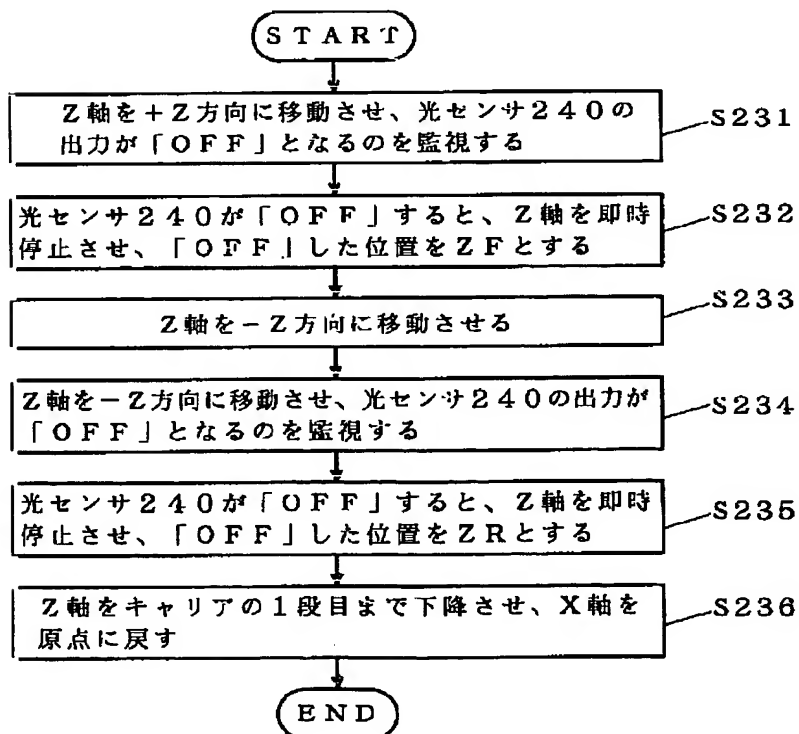 START
Z軸を+Z方向に移動させ、光センサ240の
出力が「OFF」となるのを監視する
S231
光センサ240が「OFF」すると、Z軸を即時
停止させ、「OFF」した位置をZFとする
S232
Z軸を-Z方向に移動させる
S233
Z軸を-Z方向に移動させ、光センサ240の出力が
「OFF」となるのを監視する
S234
光センサ240が「OFF」すると、Z軸を即時
停止させ、「OFF」した位置をZRとする
S235
Z軸をキャリアの1段目まで下降させ、X軸を
原点に戻す
S236
END